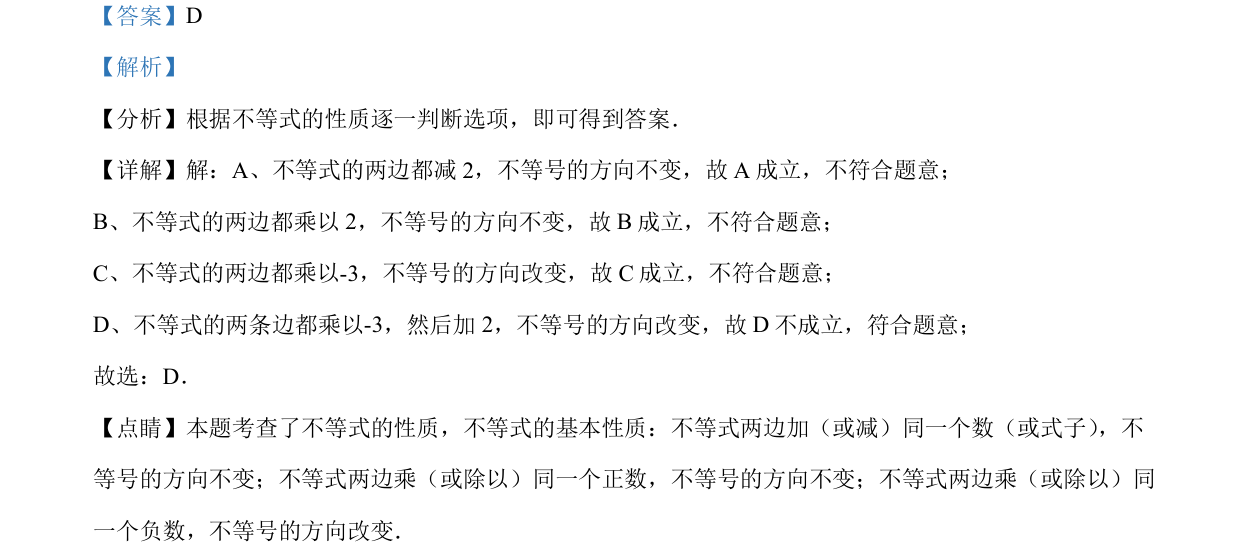 【答案】D
【解析】
【分析】根据不等式的性质逐一判断选项，即可得到答案．
【详解】解：A、不等式的两边都减 2，不等号的方向不变，故 A 成立，不符合题意；
B、不等式的两边都乘以 2，不等号的方向不变，故 B 成立，不符合题意；
C、不等式的两边都乘以-3，不等号的方向改变，故 C 成立，不符合题意；
D、不等式的两条边都乘以-3，然后加 2，不等号的方向改变，故 D 不成立，符合题意；
故选：D．
【点睛】本题考查了不等式的性质，不等式的基本性质：不等式两边加（或减）同一个数（或式子），不
等号的方向不变；不等式两边乘（或除以）同一个正数，不等号的方向不变；不等式两边乘（或除以）同
一个负数，不等号的方向改变．